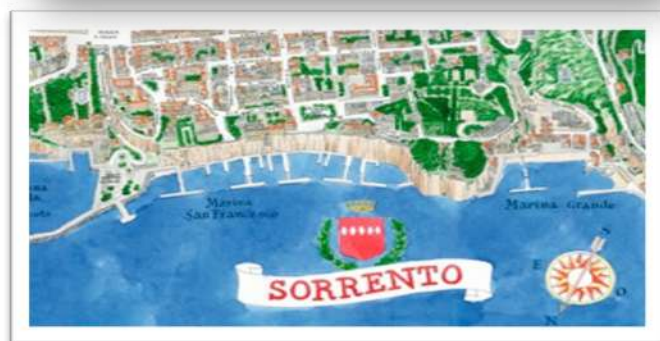 Marina
San Francesco
Marina Grande
SORRENTO
S
E
O
N